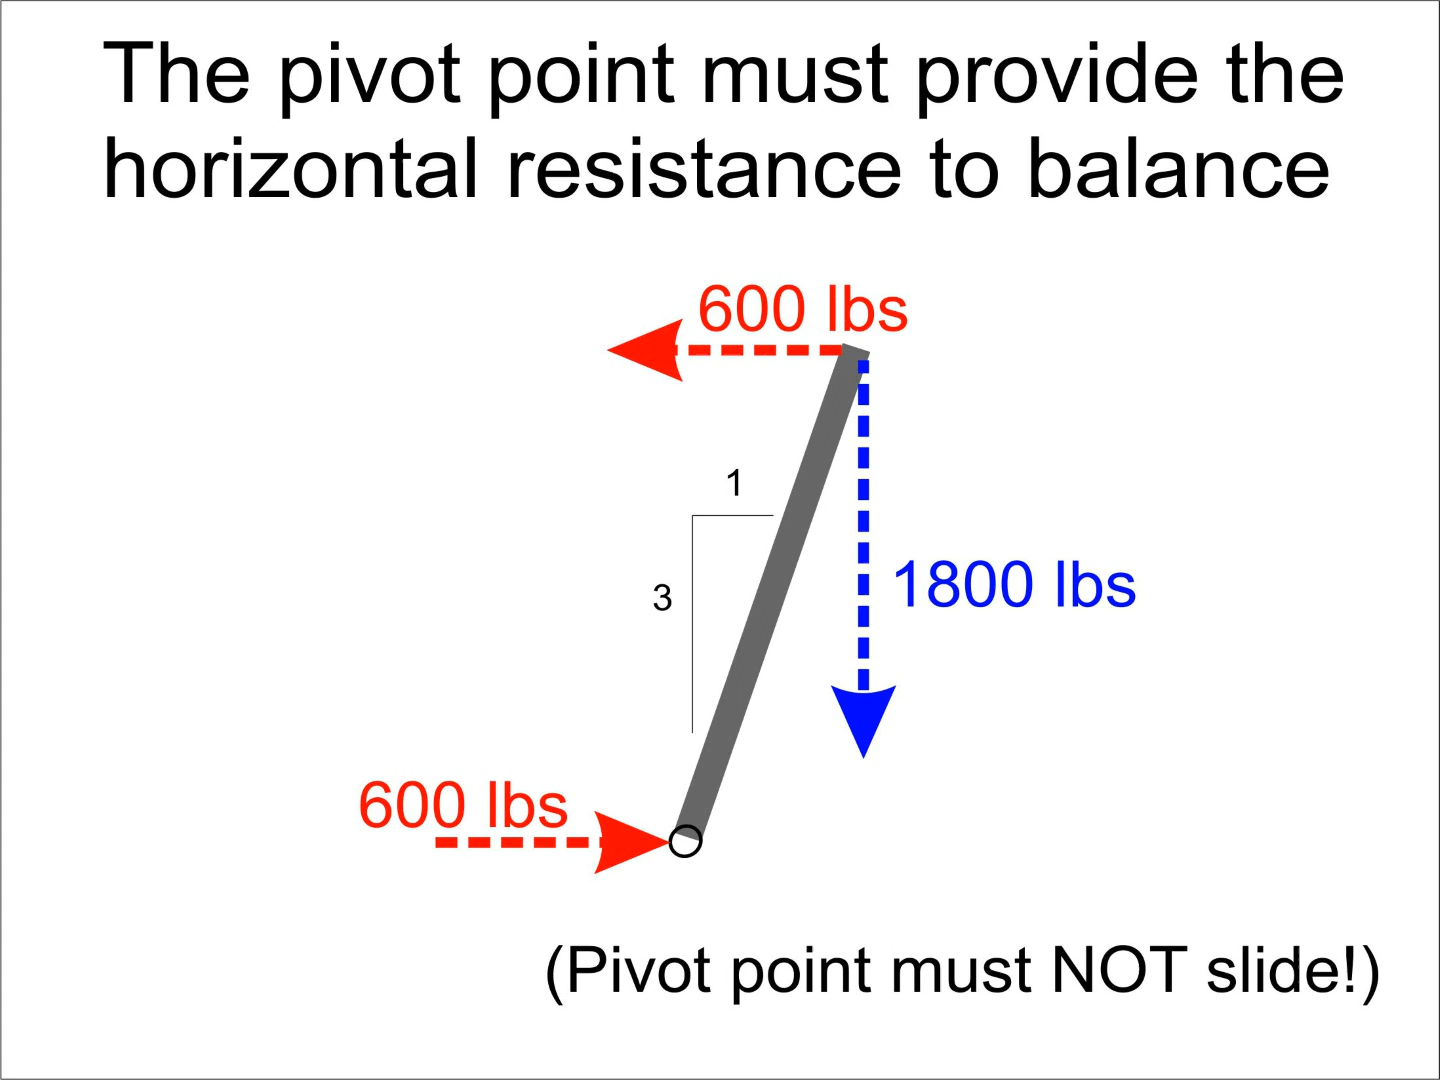 The pivot point must provide the
horizontal resistance to balance
600 lbs
1
3
1800 lbs
600 lbs
(Pivot point must NOT slide!)